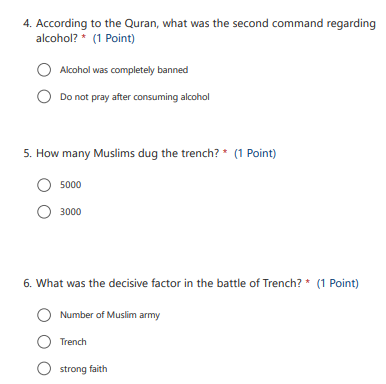 4. According to the Quran, what was the second command regarding
alcohol? * (1 Point)
Alcohol was completely banned
Do not pray after consuming alcohol
5. How many Muslims dug the trench? * (1 Point)
5000
3000
6. What was the decisive factor in the battle of Trench? * (1 Point)
Number of Muslim army
Trench
strong faith